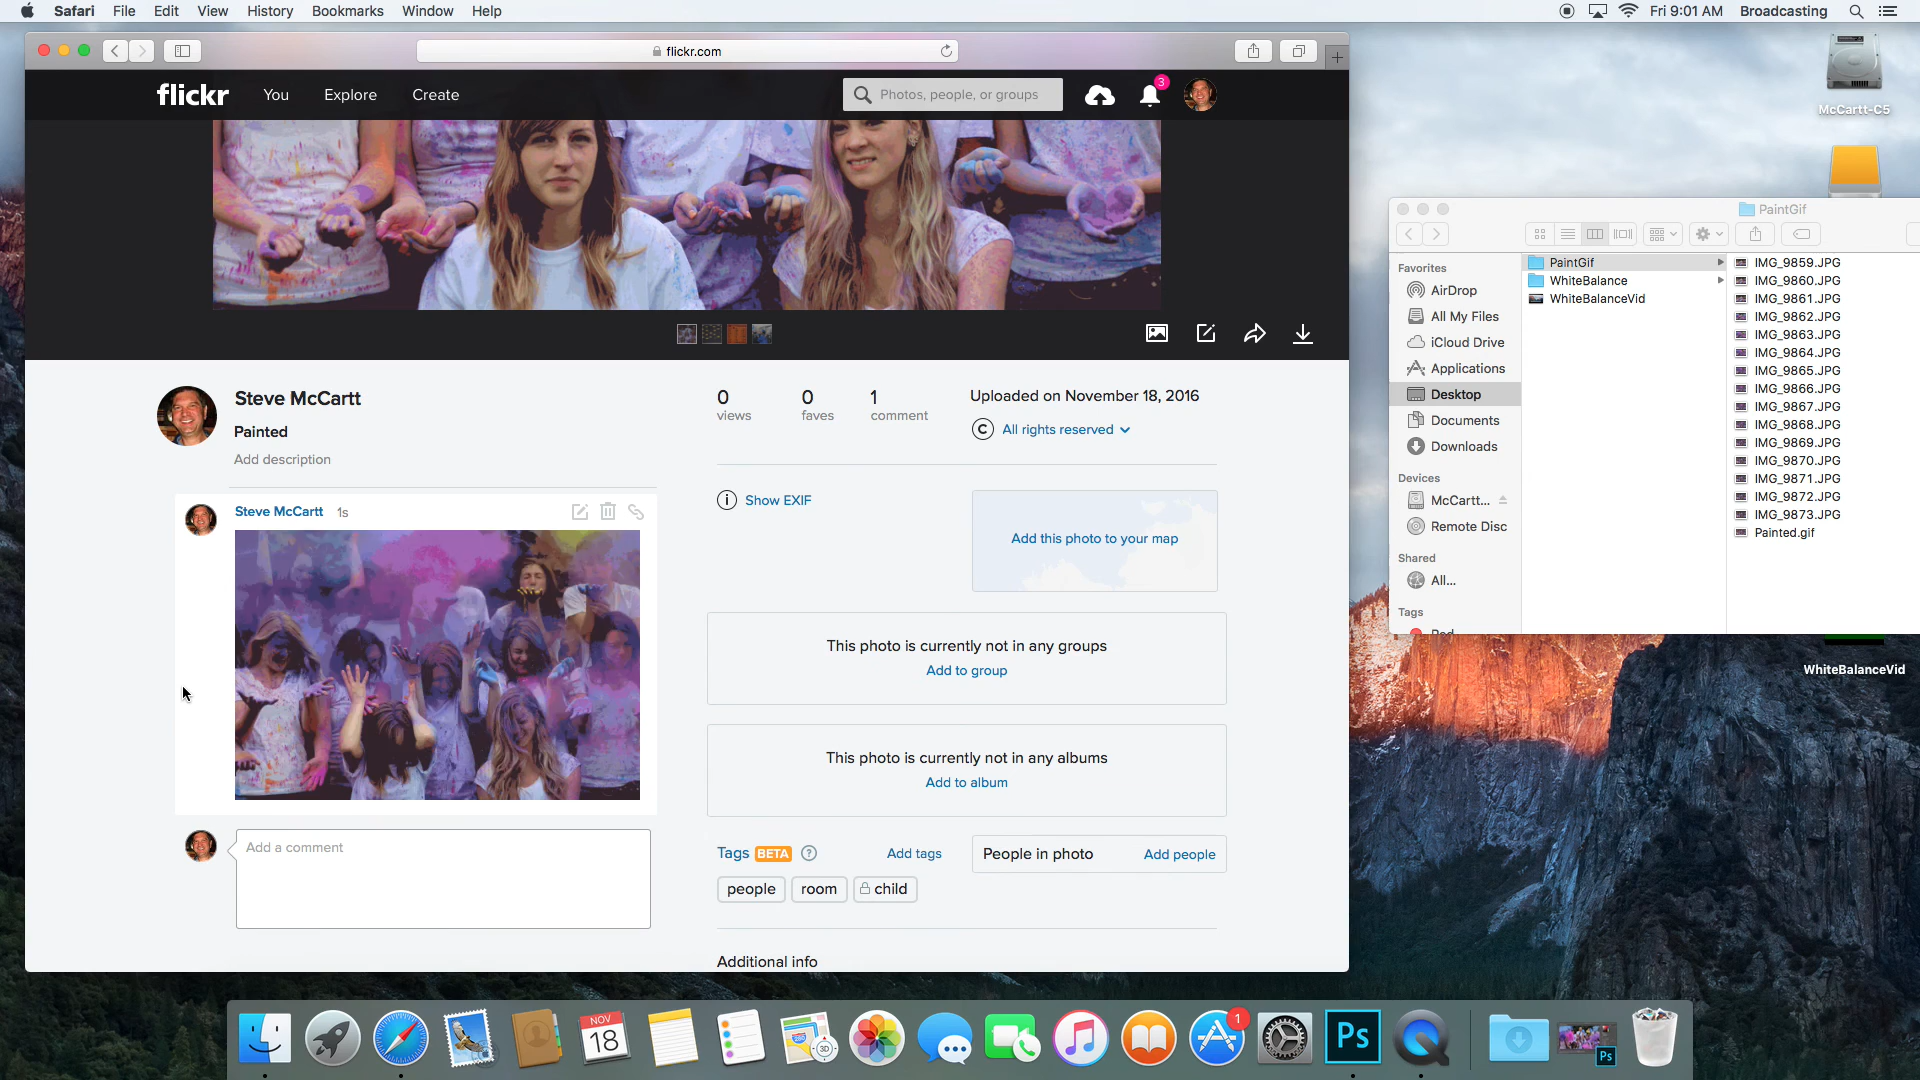 Safari File Edit View History Bookmarks Window Help
Fri 9:01 AM Broadcasting
flickr.com
flickr You Explore Create
Photos, people, or groups
3
McCartt-C5
PaintGif
Favorites
AirDrop
All My Files
iCloud Drive
Applications
Desktop
Documents
Downloads
Devices
McCartt...
Remote Disc
Shared
All...
Tags
Red
PaintGif
WhiteBalance
WhiteBalanceVid
IMG_9859.JPG
IMG_9860.JPG
IMG_9861.JPG
IMG_9862.JPG
IMG_9863.JPG
IMG_9864.JPG
IMG_9865.JPG
IMG_9866.JPG
IMG_9867.JPG
IMG_9868.JPG
IMG_9869.JPG
IMG_9870.JPG
IMG_9871.JPG
IMG_9872.JPG
IMG_9873.JPG
Painted.gif
WhiteBalanceVid
Steve McCartt
Painted
Add description
0 0 1
views faves comment
Uploaded on November 18, 2016
C All rights reserved
Steve McCartt 1s
i Show EXIF
Add this photo to your map
This photo is currently not in any groups
Add to group
This photo is currently not in any albums
Add to album
Add a comment
Tags BETA ? Add tags
People in photo Add people
people room child
Additional info
NOV
18
280
3D
1
Ps
Ps